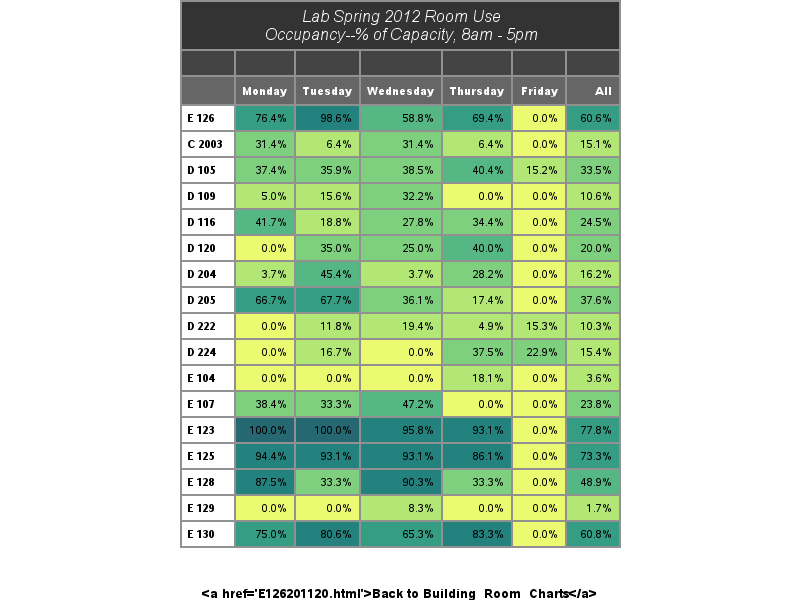 Lab Spring 2012 Room Use
Occupancy--% of Capacity, 8am - 5pm
Monday Tuesday Wednesday Thursday Friday All
E 126 76.4% 98.6% 58.8% 69.4% 0.0% 60.6%
C 2003 31.4% 6.4% 31.4% 6.4% 0.0% 15.1%
D 105 37.4% 35.9% 38.5% 40.4% 15.2% 33.5%
D 109 5.0% 15.6% 32.2% 0.0% 0.0% 10.6%
D 116 41.7% 18.8% 27.8% 34.4% 0.0% 24.5%
D 120 0.0% 35.0% 25.0% 40.0% 0.0% 20.0%
D 204 3.7% 45.4% 3.7% 28.2% 0.0% 16.2%
D 205 66.7% 67.7% 36.1% 17.4% 0.0% 37.6%
D 222 0.0% 11.8% 19.4% 4.9% 15.3% 10.3%
D 224 0.0% 16.7% 0.0% 37.5% 22.9% 15.4%
E 104 0.0% 0.0% 0.0% 18.1% 0.0% 3.6%
E 107 38.4% 33.3% 47.2% 0.0% 0.0% 23.8%
E 123 100.0% 100.0% 95.8% 93.1% 0.0% 77.8%
E 125 94.4% 93.1% 93.1% 86.1% 0.0% 73.3%
E 128 87.5% 33.3% 90.3% 33.3% 0.0% 48.9%
E 129 0.0% 0.0% 8.3% 0.0% 0.0% 1.7%
E 130 75.0% 80.6% 65.3% 83.3% 0.0% 60.8%
<a href='E126201120.html'>Back to Building_Room_Charts</a>